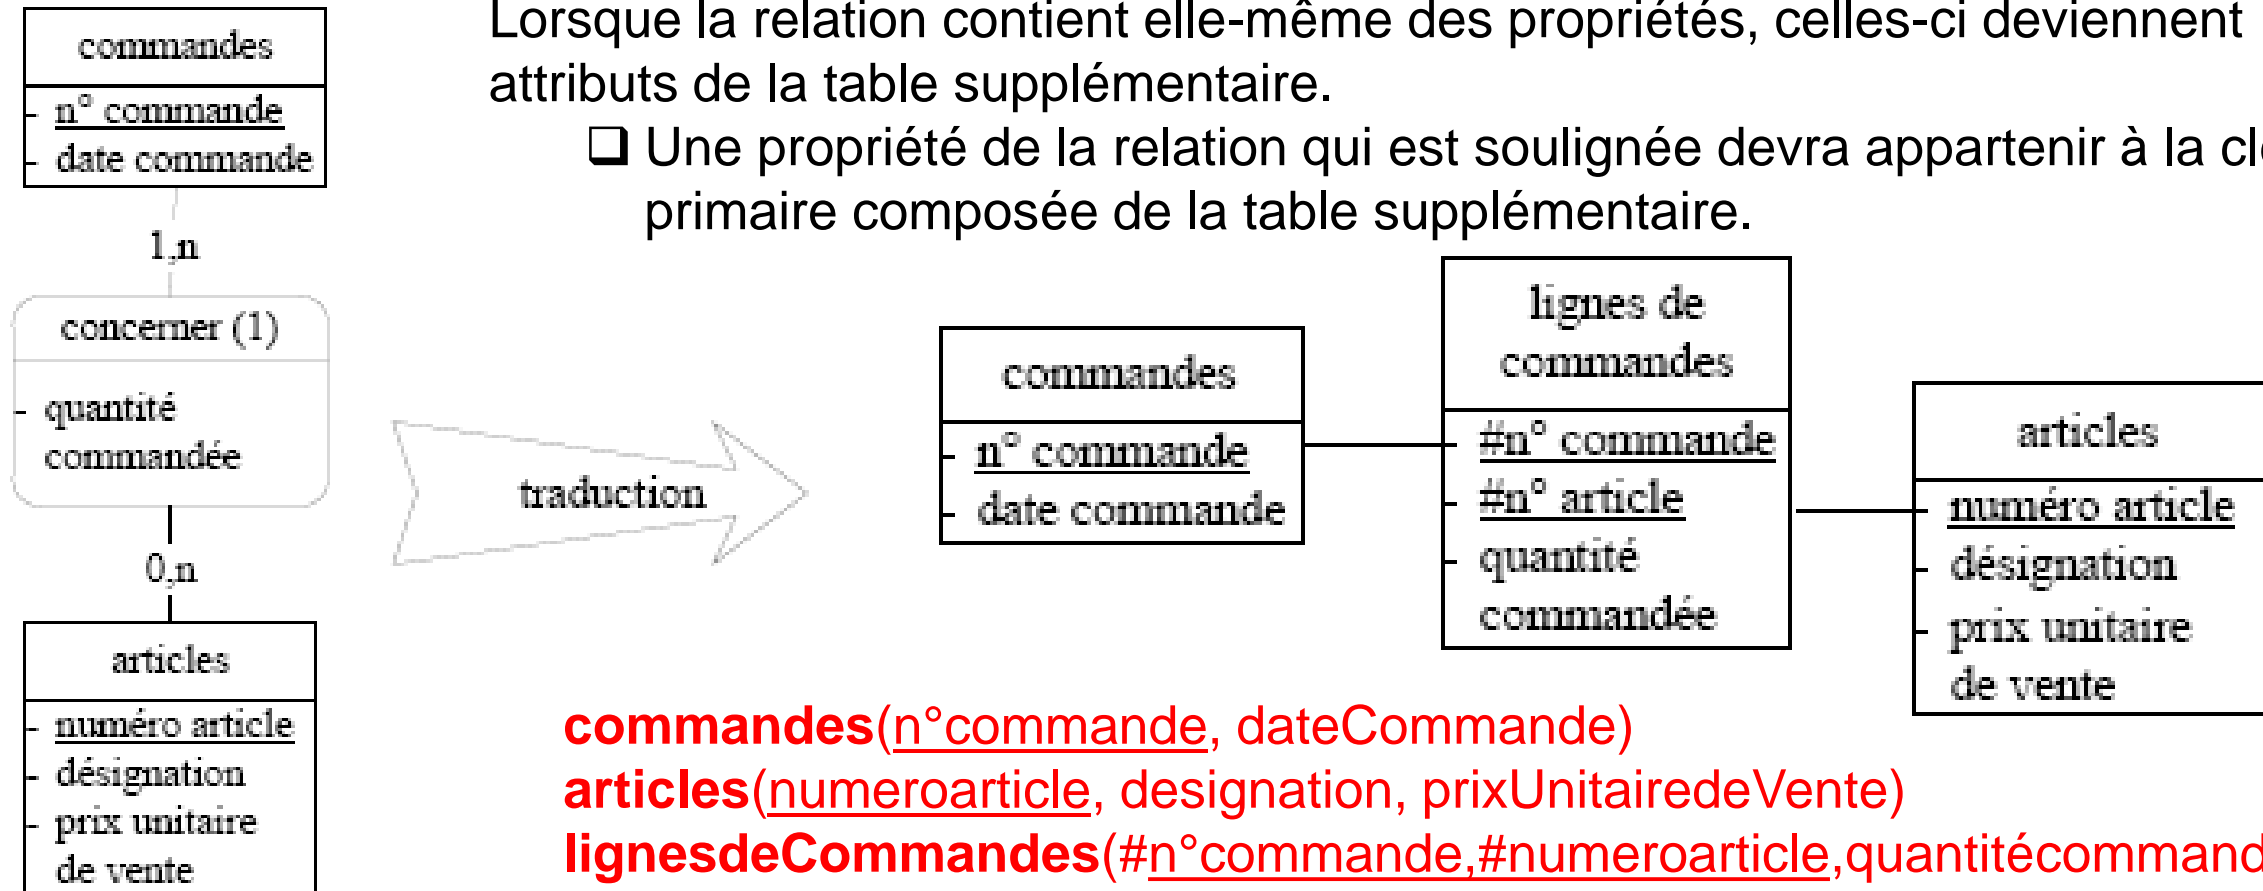 commandes
- n° commande
- date commande
1,n
concerner (1)
- quantité
commandée
0,n
articles
- numéro article
- désignation
- prix unitaire
de vente
Lorsque la relation contient elle-même des propriétés, celles-ci deviennent
attributs de la table supplémentaire.
❑ Une propriété de la relation qui est soulignée devra appartenir à la
primaire composée de la table supplémentaire.
traduction
commandes
- n° commande
- date commande
lignes de
commandes
- #n° commande
- #n° article
- quantité
commandée
articles
- numéro article
- désignation
- prix unitaire
de vente
commandes(n°commande, dateCommande)
articles(numeroarticle, designation, prixUnitairedeVente)
lignesdeCommandes(#n°commande,#numeroarticle,